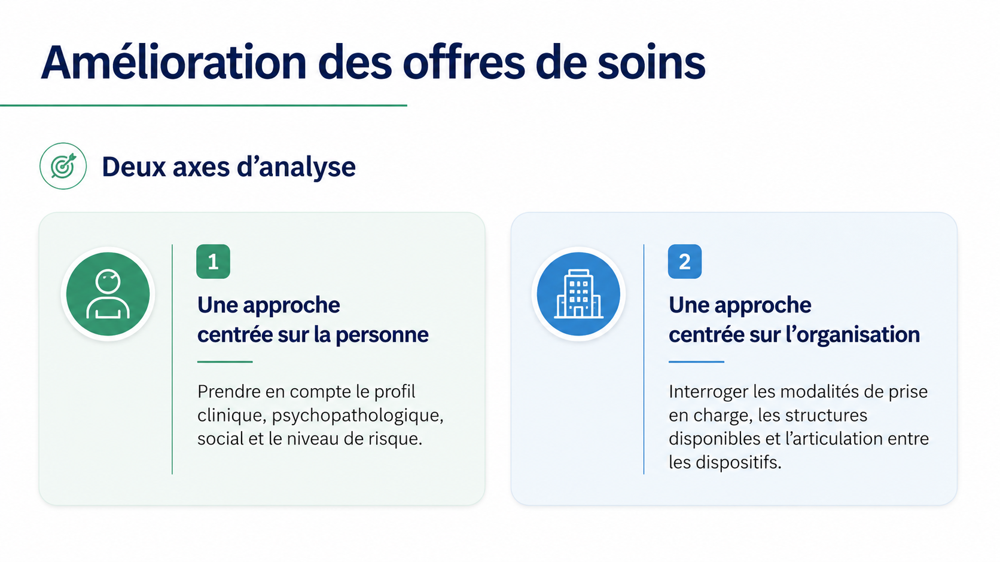 Amélioration des offres de soins
Deux axes d’analyse
1
Une approche
centrée sur la personne
Prendre en compte le profil
clinique, psychopathologique,
social et le niveau de risque.
2
Une approche
centrée sur l’organisation
Interroger les modalités de prise
en charge, les structures
disponibles et l’articulation entre
les dispositifs.